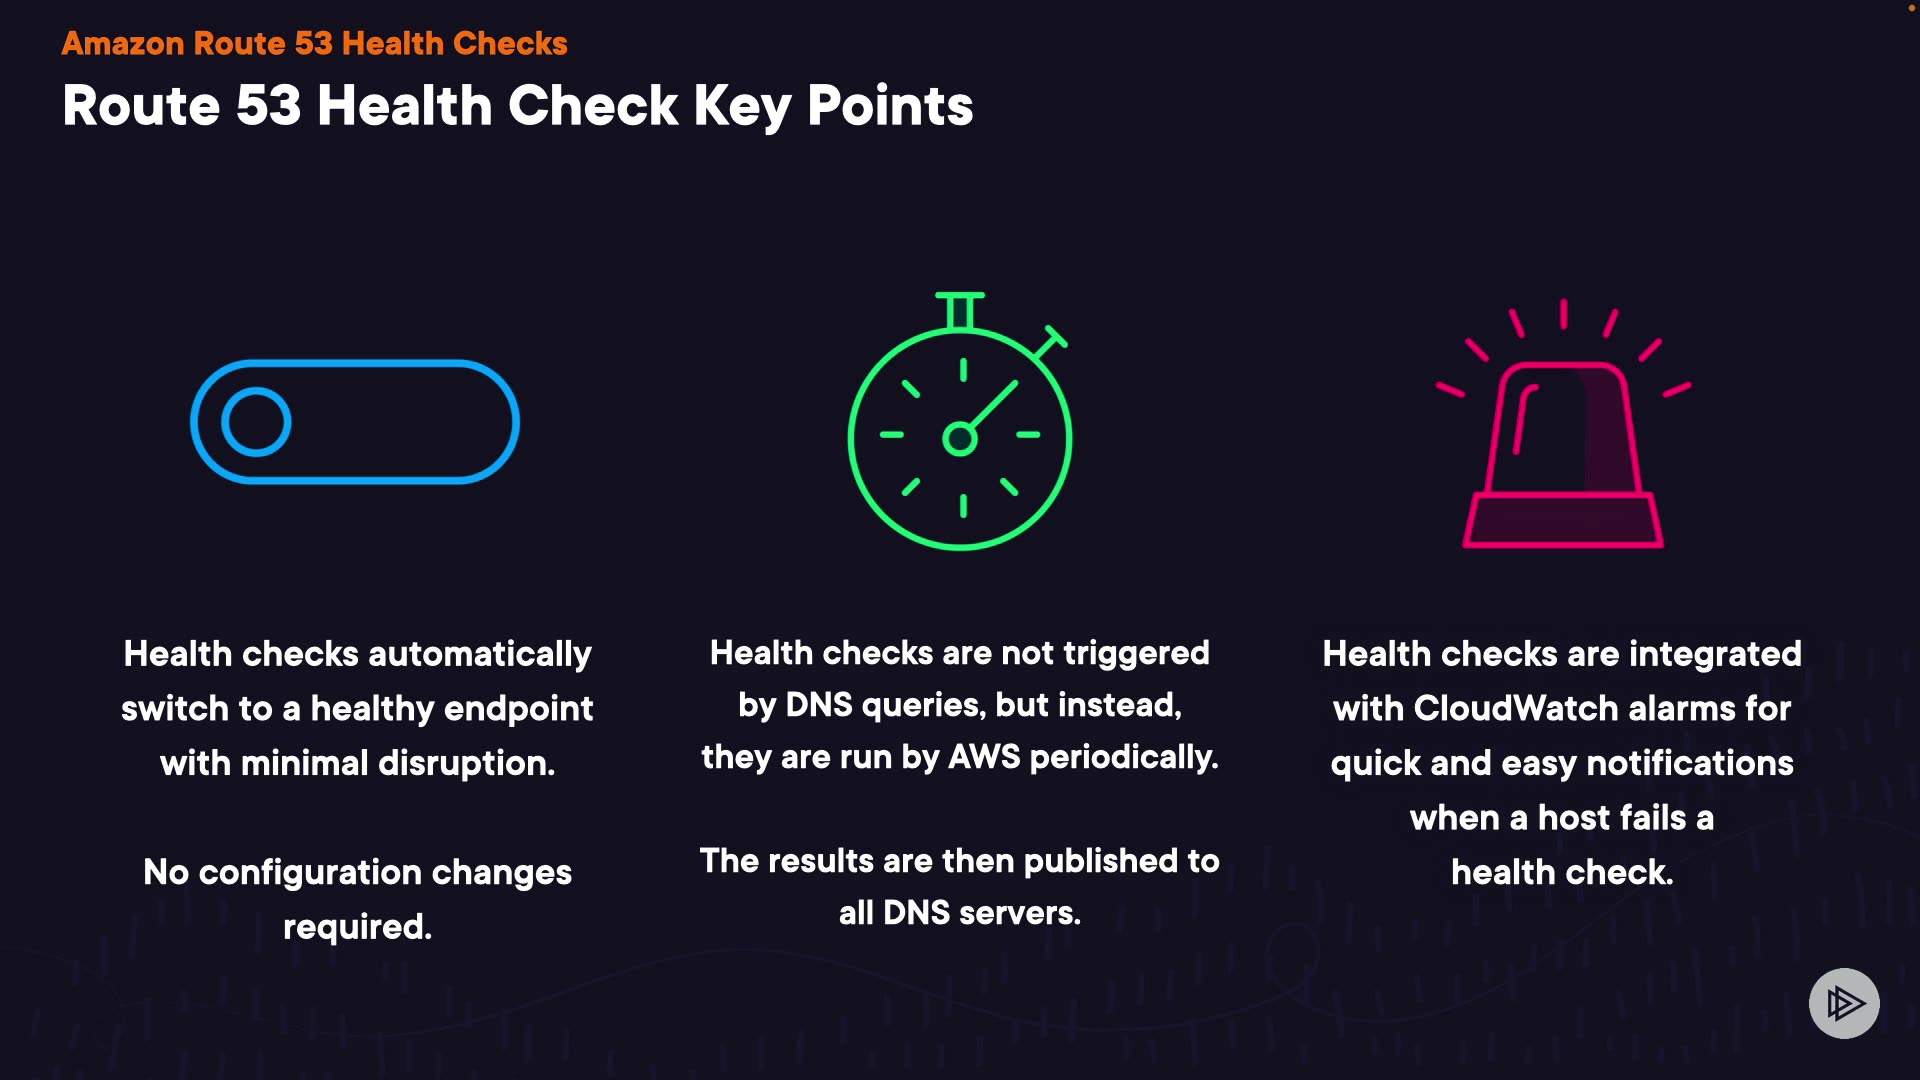 Amazon Route 53 Health Checks
Route 53 Health Check Key Points
Health checks automatically
switch to a healthy endpoint
with minimal disruption.
No configuration changes
required.
Health checks are not triggered
by DNS queries, but instead,
they are run by AWS periodically.
The results are then published to
all DNS servers.
Health checks are integrated
with CloudWatch alarms for
quick and easy notifications
when a host fails a
health check.